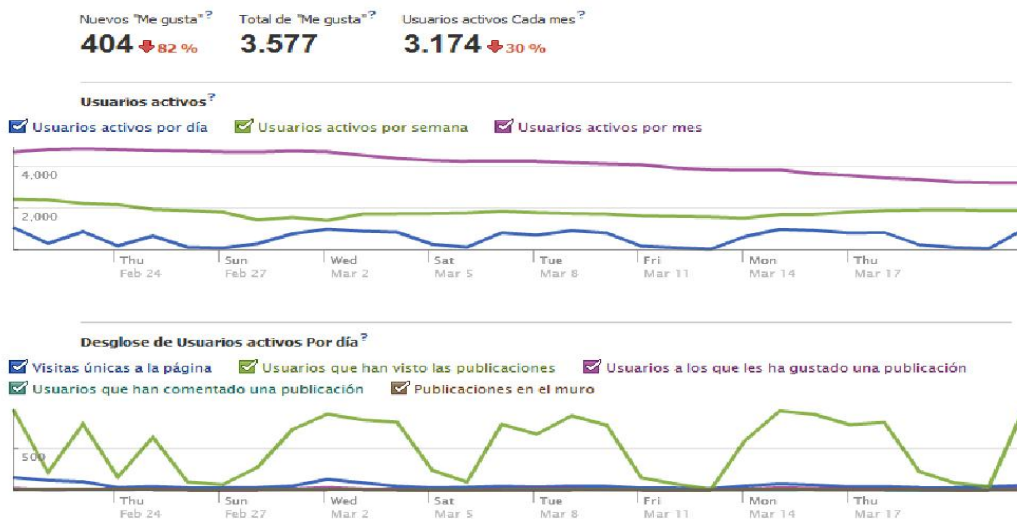 Nuevos "Me gusta"? Total de "Me gusta"? Usuarios activos Cada mes?
404 82 % 3.577 3.174 30 %
Usuarios activos?
Usuarios activos por día Usuarios activos por semana Usuarios activos por mes
4,000
2,000
Thu Sun Wed Sat Tue Fri Mon Thu
Feb 24 Feb 27 Mar 2 Mar 5 Mar 8 Mar 11 Mar 14 Mar 17
Desglose de Usuarios activos Por día?
Visitas únicas a la página Usuarios que han visto las publicaciones Usuarios a los que les ha gustado una publicación
Usuarios que han comentado una publicación Publicaciones en el muro
500
Thu Sun Wed Sat Tue Fri Mon Thu
Feb 24 Feb 27 Mar 2 Mar 5 Mar 8 Mar 11 Mar 14 Mar 17